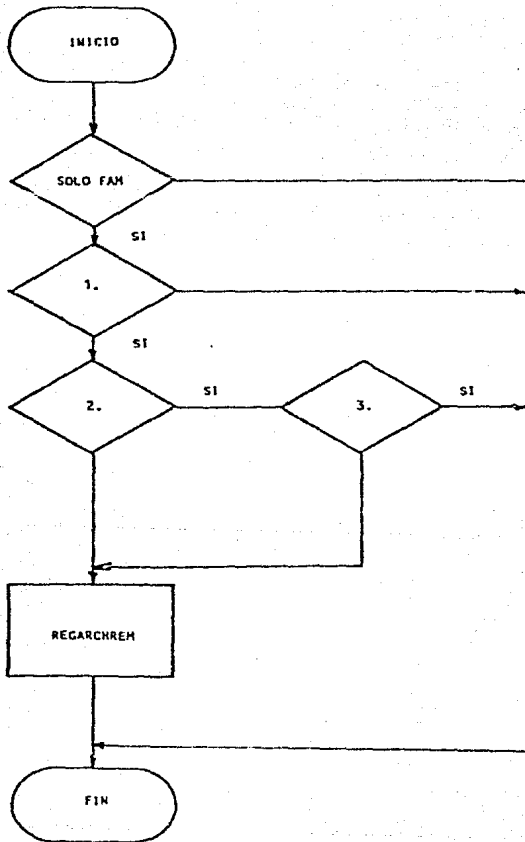 INICIO
SOLO FAM
SI
1.
SI
2.
SI
3.
SI
REGARCHREM
FIN